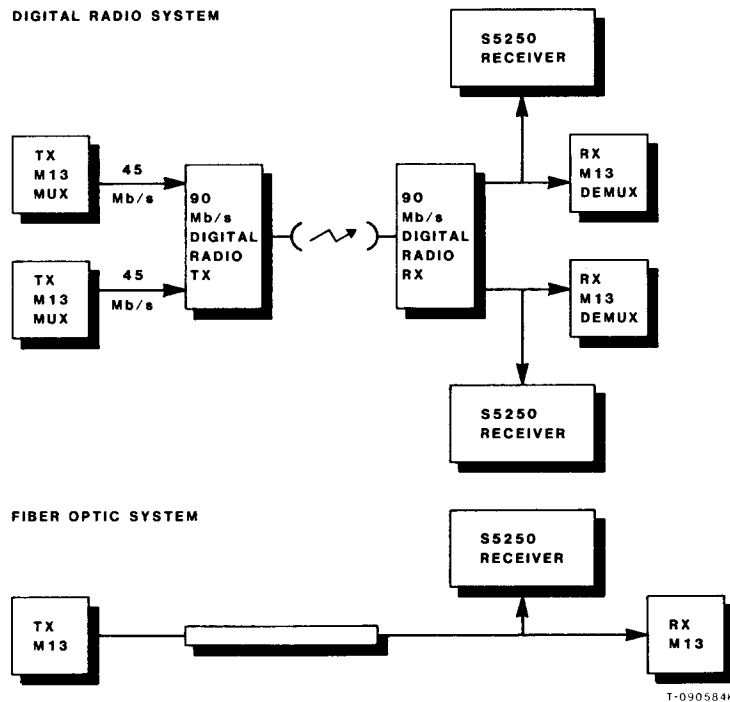 DIGITAL RADIO SYSTEM
S5250
RECEIVER
TX
M13
MUX
45
Mb/s
90
Mb/s
DIGITAL
RADIO
TX
90
Mb/s
DIGITAL
RADIO
RX
RX
M13
DEMUX
TX
M13
MUX
45
Mb/s
RX
M13
DEMUX
S5250
RECEIVER
FIBER OPTIC SYSTEM
S5250
RECEIVER
TX
M13
RX
M13
T-090584K